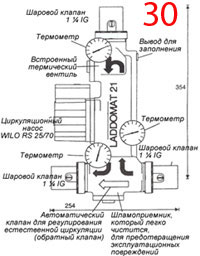 30
Шаровой клапан
1 ¼ IG
Термометр
Вывод для
заполнения
Встроенный
термический
вентиль
354
Циркуляционный
насос
WILO RS 25/70
LADDOMAT 21
Термометр
Термометр
Шаровой клапан
1 ¼ IG
Шаровой клапан
1 ¼ IG
254
Автоматический
клапан для регулирования
естественной циркуляции
(обратный клапан)
Шламоприемник,
который легко
чистится,
для предотвращения
эксплуатационных
повреждений